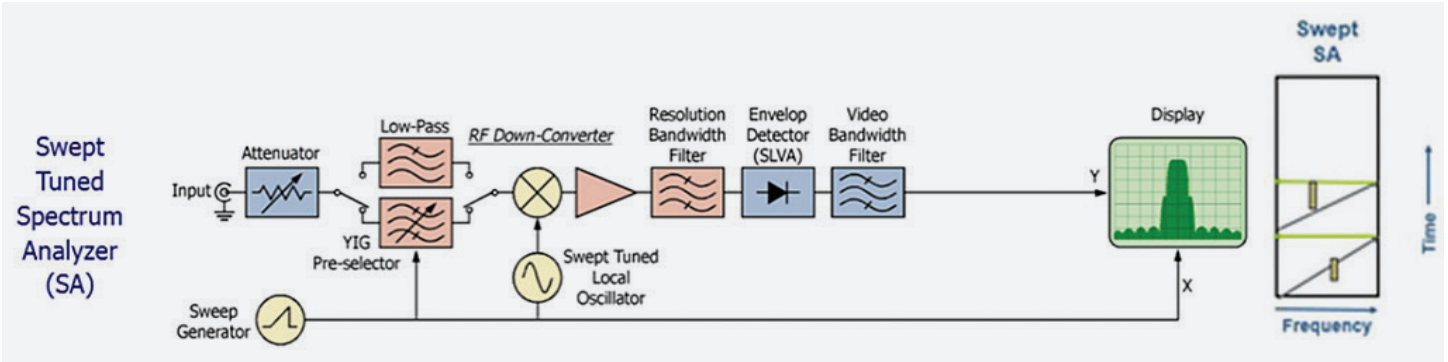 Swept
Tuned
Spectrum
Analyzer
(SA)
Input
Attenuator
Low-Pass
YIG
Pre-selector
RF Down-Converter
Swept Tuned
Local
Oscillator
Sweep
Generator
Resolution
Bandwidth
Filter
Envelop
Detector
(SLVA)
Video
Bandwidth
Filter
Y
Display
X
Swept
SA
Time
Frequency